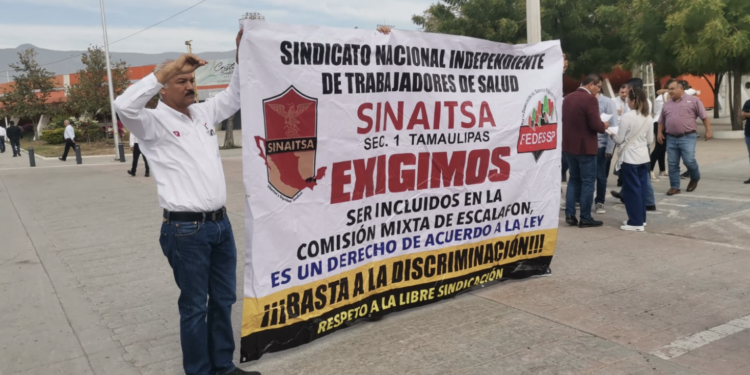 SINDICATO NACIONAL INDEPENDIENTE
DE TRABAJADORES DE SALUD
SINAITSA
SEC. 1 TAMAULIPAS
SINAITSA
FEDESSP
EXIGIMOS
SER INCLUIDOS EN LA
COMISIÓN MIXTA DE ESCALAFON,
ES UN DERECHO DE ACUERDO A LA LEY
¡¡¡BASTA A LA DISCRIMINACIÓN!!!
RESPETO A LA LIBRE SINDICACIÓN